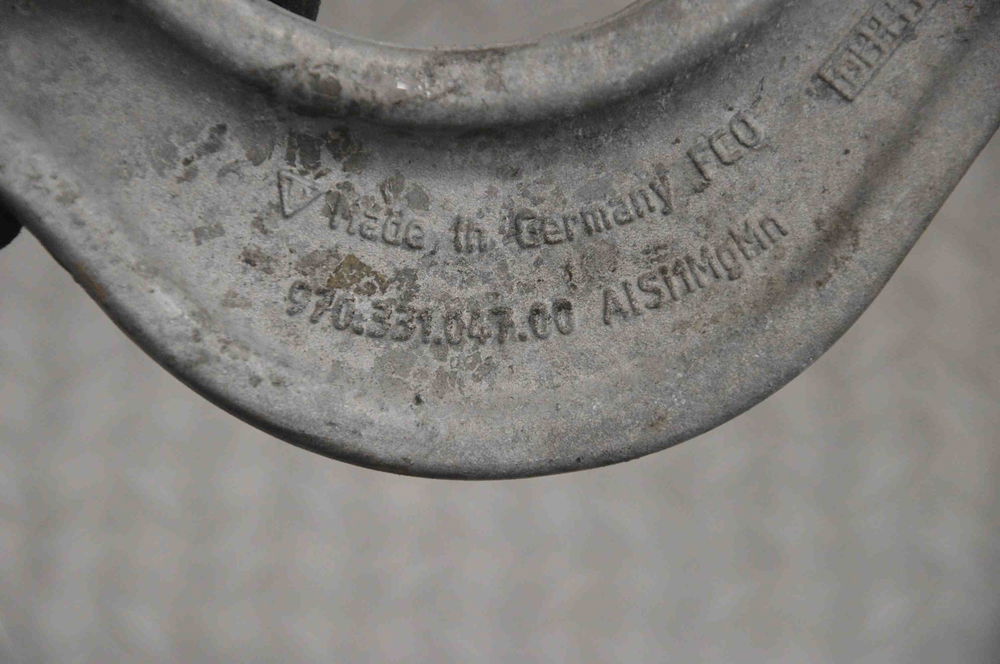 Made in Germany FCO
970.331.047.00 AlSi1MgMn